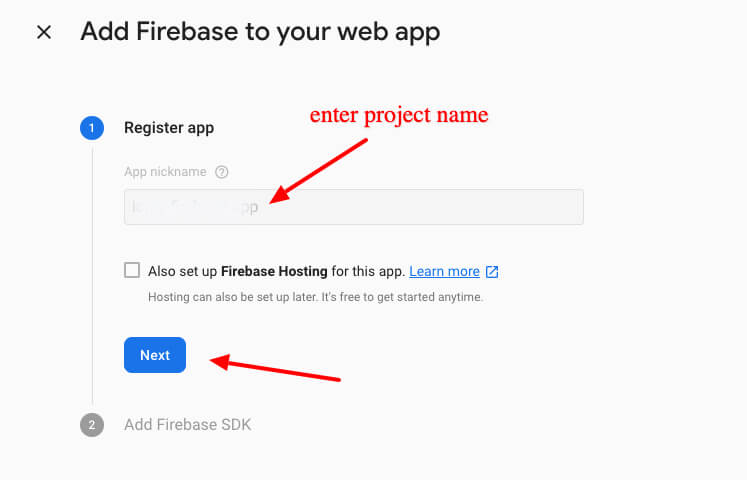 Add Firebase to your web app
enter project name
1 Register app
App nickname ?
Also set up Firebase Hosting for this app. Learn more
Hosting can also be set up later. It's free to get started anytime.
Next
2 Add Firebase SDK